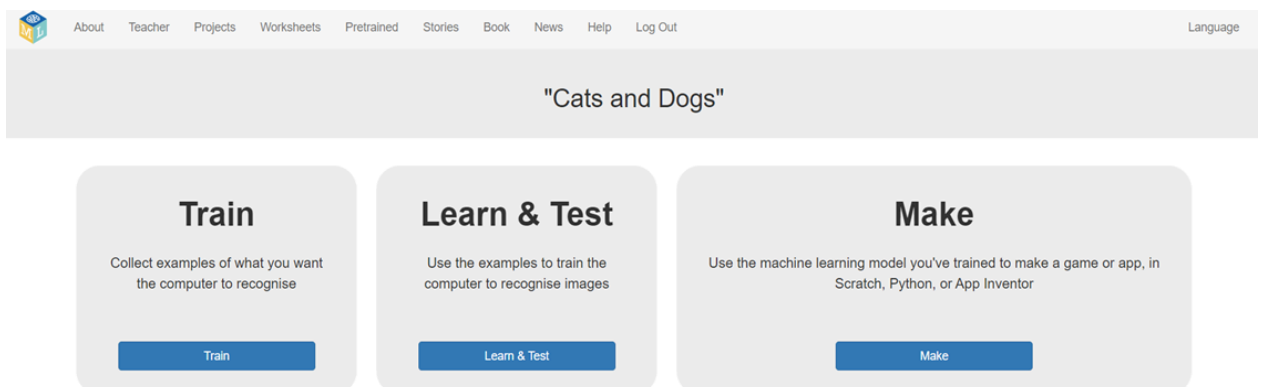 About Teacher Projects Worksheets Pretrained Stories Book News Help Log Out Language
"Cats and Dogs"
Train
Collect examples of what you want
the computer to recognise
Train
Learn & Test
Use the examples to train the
computer to recognise images
Learn & Test
Make
Use the machine learning model you've trained to make a game or app, in
Scratch, Python, or App Inventor
Make